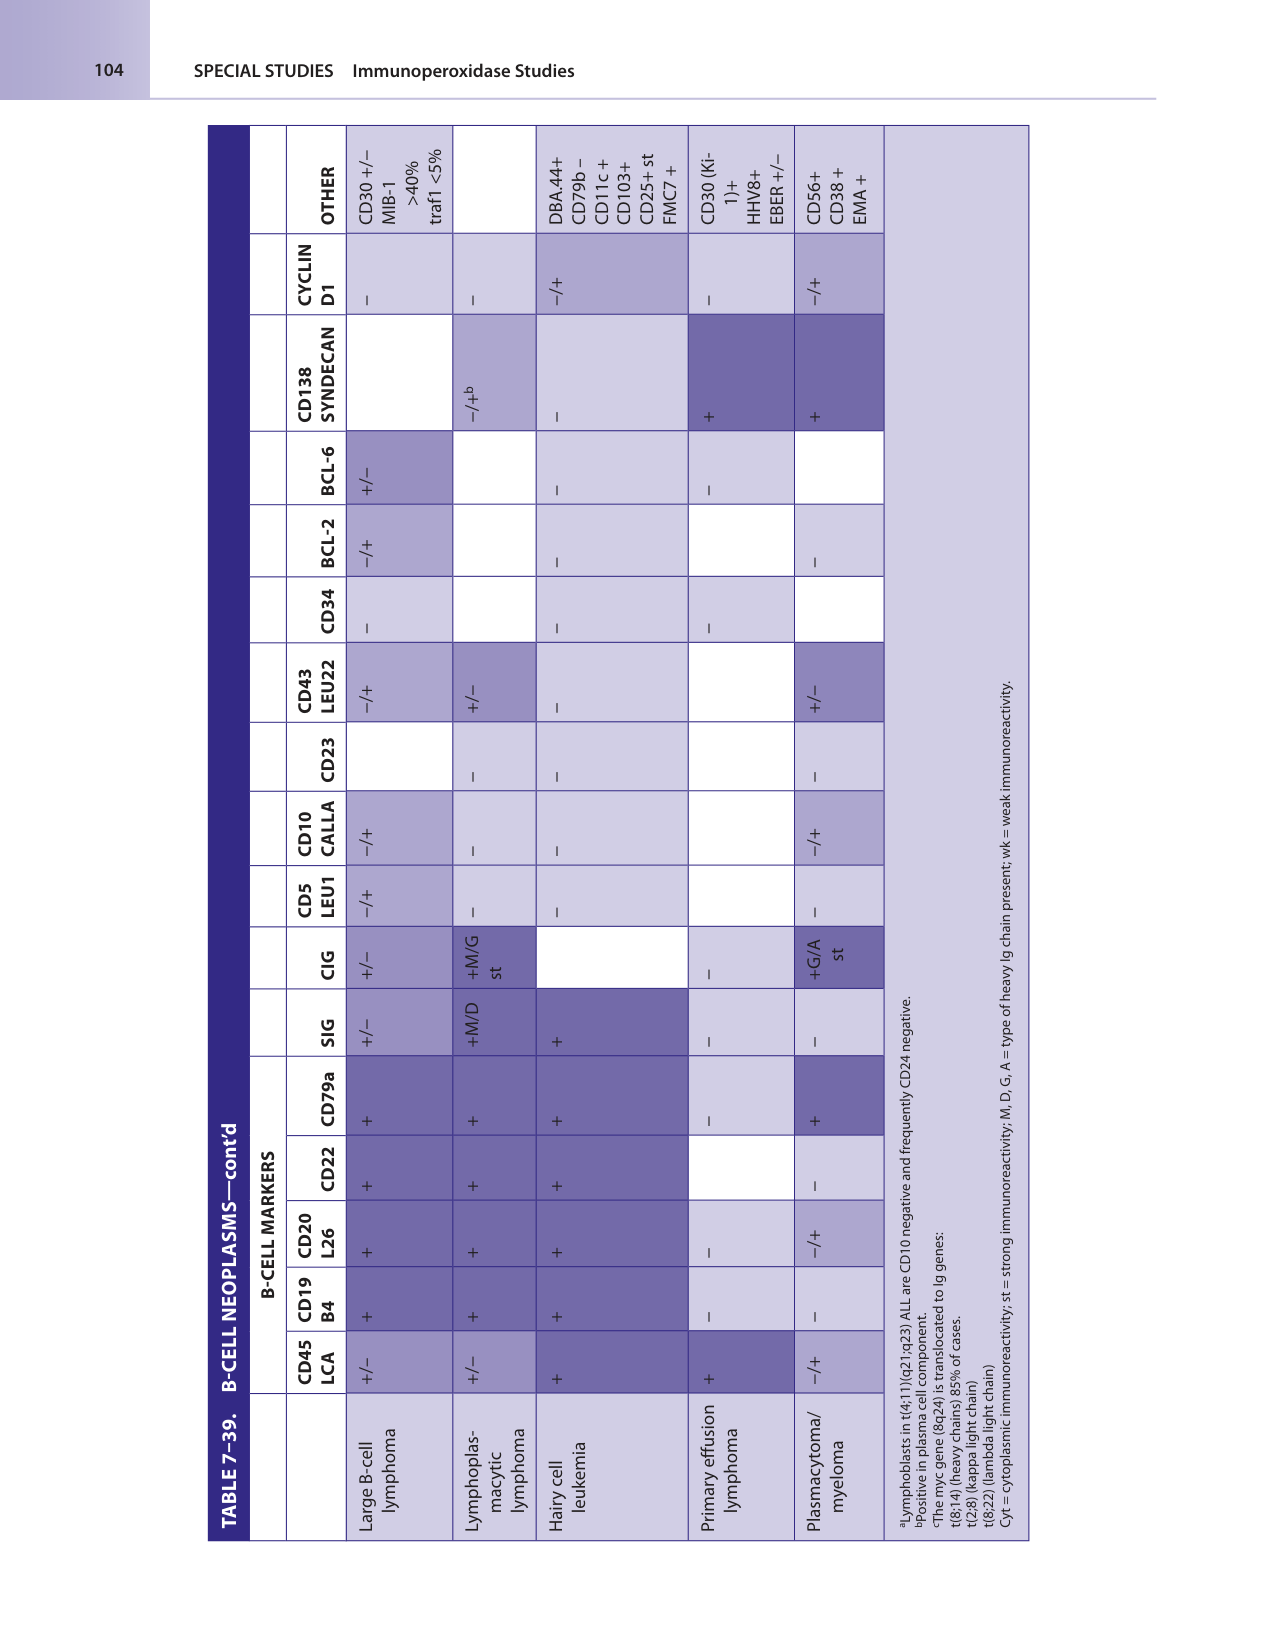 104
SPECIAL STUDIES Immunoperoxidase Studies
TABLE 7–39. B-CELL NEOPLASMS—cont'd
B-CELL MARKERS
CD45 LCA CD19 B4 CD20 L26 CD22 CD79a SIG CIG CD5 LEU1 CD10 CALLA CD23 CD43 LEU22 CD34 BCL-2 BCL-6 CD138 SYNDECAN CYCLIN D1 OTHER
Large B-cell lymphoma +/– + + + + +/– +/– –/+ –/+ –/+ – –/+ +/– – CD30 +/– MIB-1 >40% traf1 <5%
Lymphoplas-macytic lymphoma +/– + + + + +M/D +M/G st – – – +/– –/+ᵇ –
Hairy cell leukemia + + + + + + – – – – – – – – –/+ DBA.44+ CD79b – CD11c + CD103+ CD25+ st FMC7 +
Primary effusion lymphoma + – – – – – – – + – CD30 (Ki-1)+ HHV8+ EBER +/–
Plasmacytoma/ myeloma –/+ – –/+ – + – +G/A st – –/+ – +/– – + –/+ CD56+ CD38 + EMA +
ᵃLymphoblasts in t(4;11)(q21;q23) ALL are CD10 negative and frequently CD24 negative.
ᵇPositive in plasma cell component.
ᶜThe myc gene (8q24) is translocated to Ig genes:
t(8;14) (heavy chains) 85% of cases.
t(2;8) (kappa light chain)
t(8;22) (lambda light chain)
Cyt = cytoplasmic immunoreactivity; st = strong immunoreactivity; M, D, G, A = type of heavy Ig chain present; wk = weak immunoreactivity.